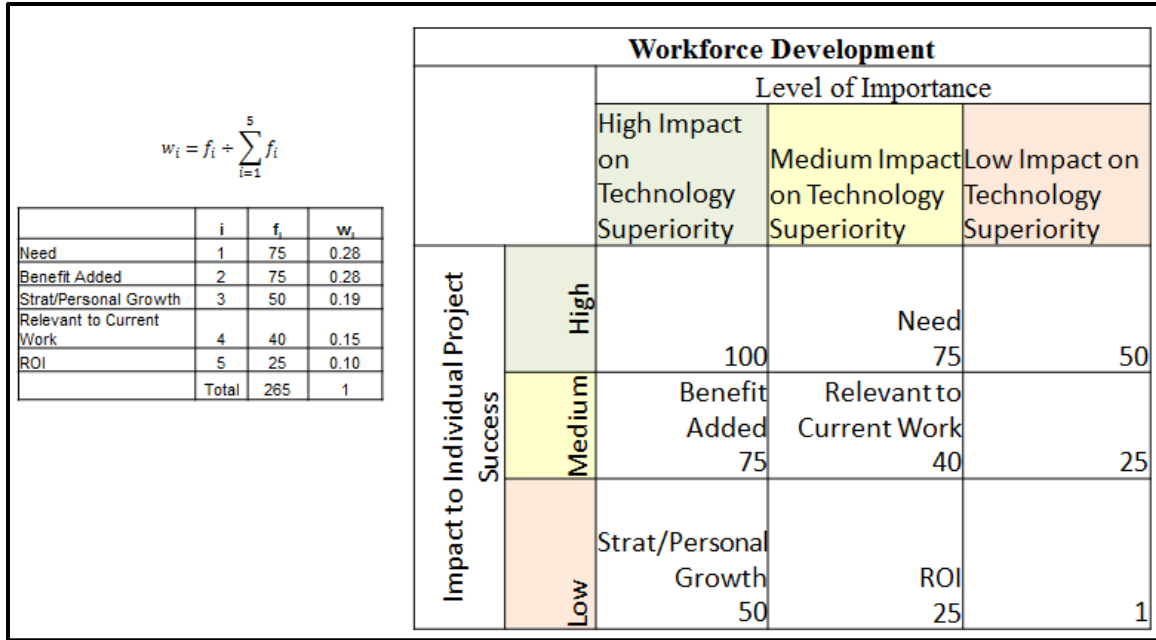 w_i = f_i ÷ \sum_{i=1}^{5} f_i
i f_i w_i
Need 1 75 0.28
Benefit Added 2 75 0.28
Strat/Personal Growth 3 50 0.19
Relevant to Current
Work 4 40 0.15
ROI 5 25 0.10
Total 265 1
Workforce Development
Level of Importance
High Impact
on
Technology
Superiority
Medium Impact
on Technology
Superiority
Low Impact on
Technology
Superiority
Impact to Individual Project
Success
High
100
Need
75
50
Medium
Benefit
Added
75
Relevant to
Current Work
40
25
Low
Strat/Personal
Growth
50
ROI
25
1